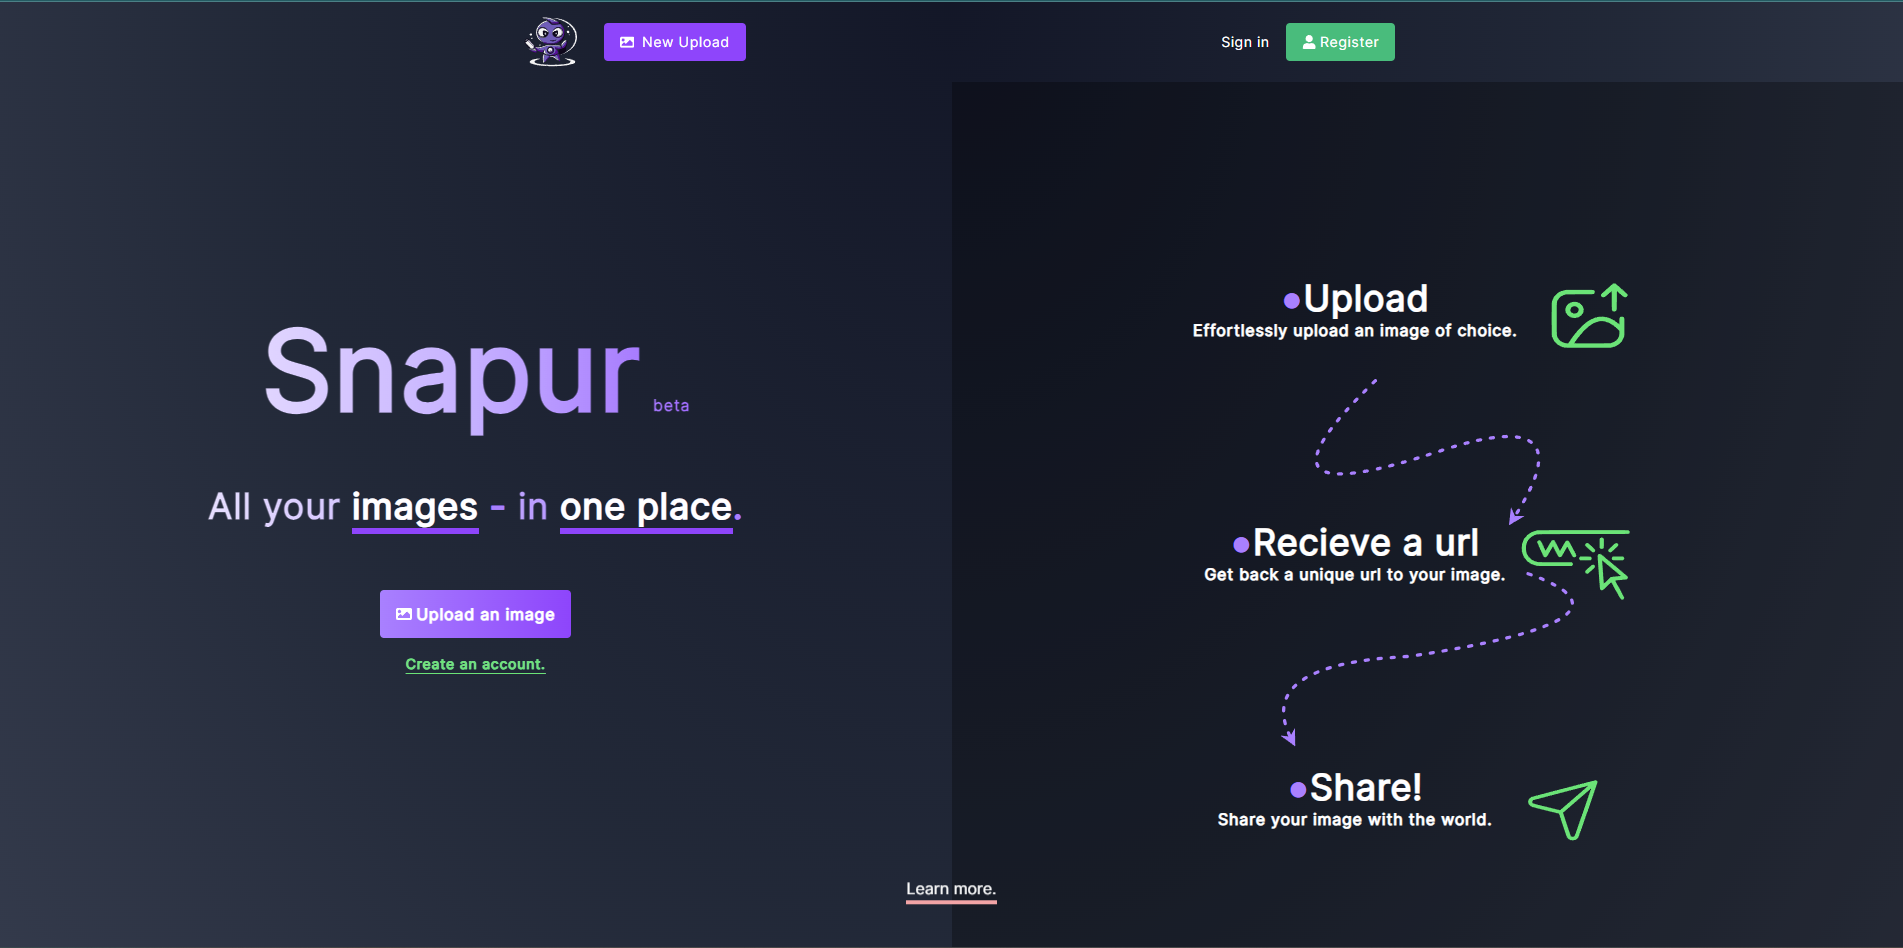 New Upload
Sign in
Register
Snapur beta
All your images - in one place.
Upload an image
Create an account.
Upload
Effortlessly upload an image of choice.
Recieve a url
Get back a unique url to your image.
Share!
Share your image with the world.
Learn more.